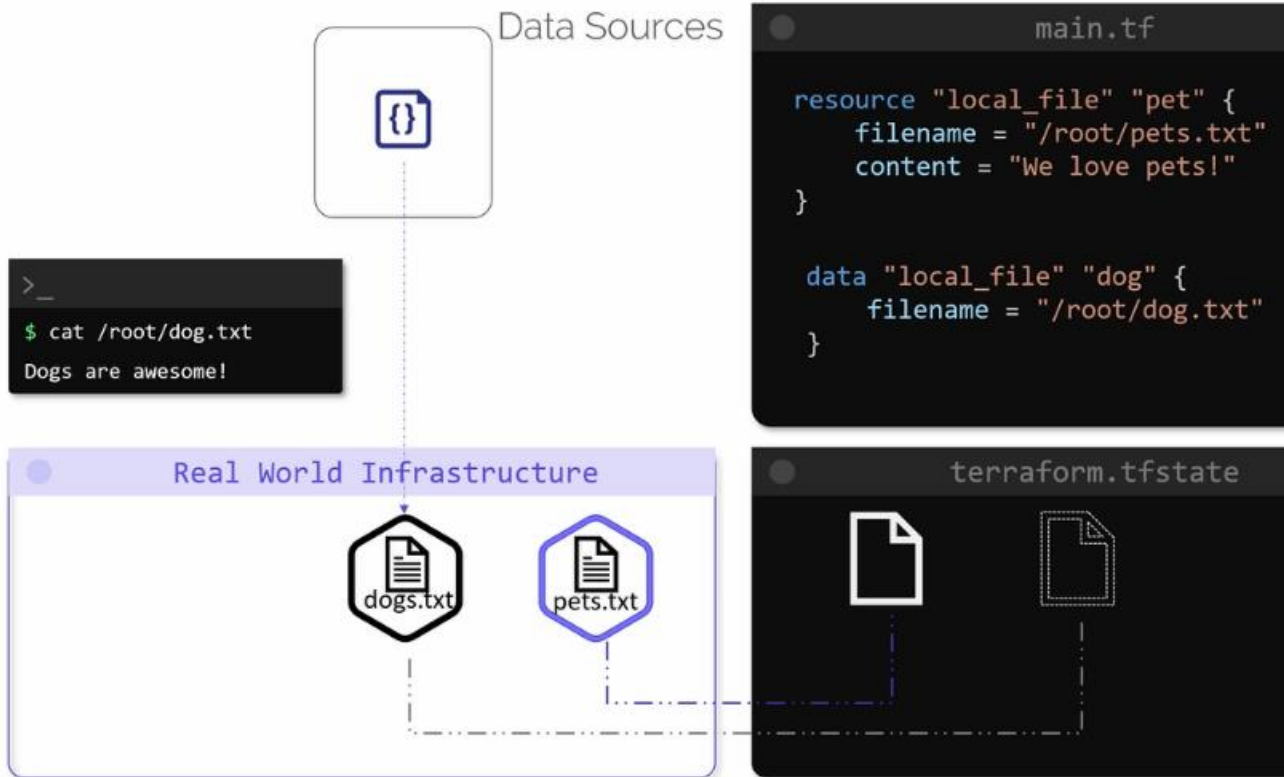 Data Sources
{}
>_
$ cat /root/dog.txt
Dogs are awesome!
main.tf
resource "local_file" "pet" {
    filename = "/root/pets.txt"
    content = "We love pets!"
}
data "local_file" "dog" {
    filename = "/root/dog.txt"
}
Real World Infrastructure
dogs.txt
pets.txt
terraform.tfstate